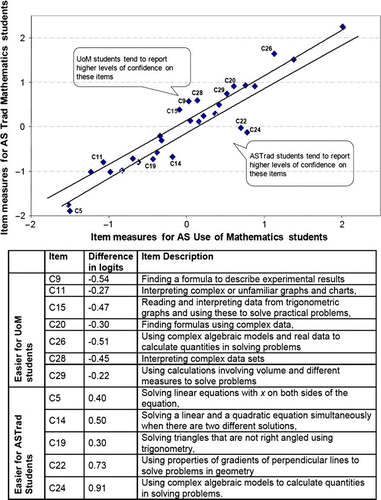 Item measures for AS Trad Mathematics students
3
2
1
0
−1
−2
−2
−1
0
1
2
UoM students tend to report
higher levels of confidence on
these items
C26
C28
C20
C29
C9
C15
C22
C24
C11
C19
C14
C5
ASTrad students tend to report
higher levels of confidence on
these items
Item measures for AS Use of Mathematics students
Item
Difference in logits
Item Description
Easier for UoM students
C9 -0.54 Finding a formula to describe experimental results
C11 -0.27 Interpreting complex or unfamiliar graphs and charts,
C15 -0.47 Reading and interpreting data from trigonometric
graphs and using these to solve practical problems,
C20 -0.30 Finding formulas using complex data,
C26 -0.51 Using complex algebraic models and real data to
calculate quantities in solving problems
C28 -0.45 Interpreting complex data sets
C29 -0.22 Using calculations involving volume and different
measures to solve problems
Easier for ASTrad Students
C5 0.40 Solving linear equations with x on both sides of the
equation,
C14 0.50 Solving a linear and a quadratic equation simultaneously
when there are two different solutions,
C19 0.30 Solving triangles that are not right angled using
trigonometry,
C22 0.73 Using properties of gradients of perpendicular lines to
solve problems in geometry
C24 0.91 Using complex algebraic models to calculate quantities
in solving problems.